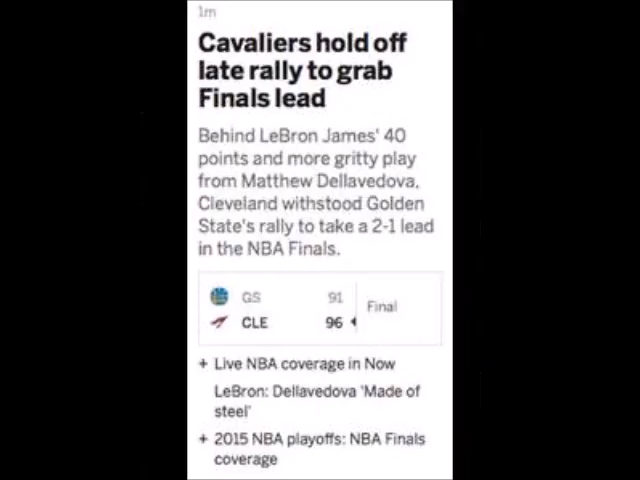 1m
Cavaliers hold off
late rally to grab
Finals lead
Behind LeBron James' 40
points and more gritty play
from Matthew Dellavedova,
Cleveland withstood Golden
State's rally to take a 2-1 lead
in the NBA Finals.
GS 91
Final
CLE 96
+ Live NBA coverage in Now
LeBron: Dellavedova 'Made of
steel'
+ 2015 NBA playoffs: NBA Finals
coverage